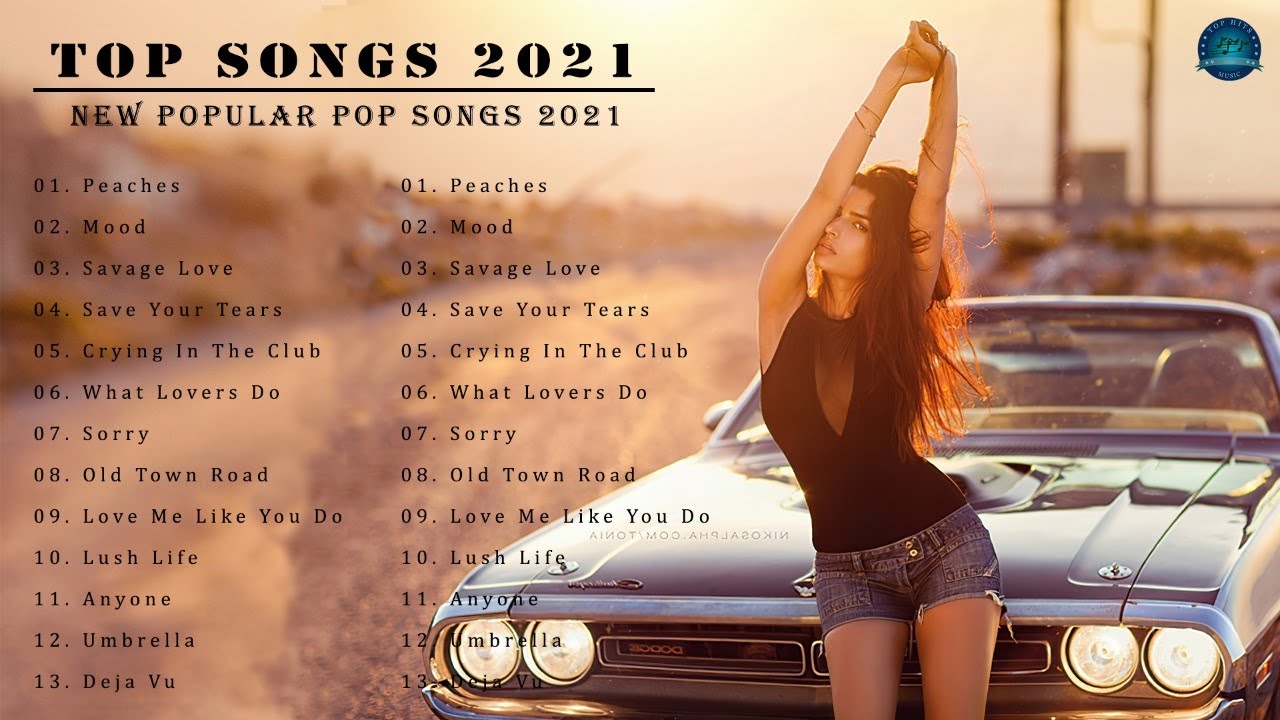 TOP SONGS 2021
NEW POPULAR POP SONGS 2021
01. Peaches
02. Mood
03. Savage Love
04. Save Your Tears
05. Crying In The Club
06. What Lovers Do
07. Sorry
08. Old Town Road
09. Love Me Like You Do
10. Lush Life
11. Anyone
12. Umbrella
13. Deja Vu
01. Peaches
02. Mood
03. Savage Love
04. Save Your Tears
05. Crying In The Club
06. What Lovers Do
07. Sorry
08. Old Town Road
09. Love Me Like You Do
10. Lush Life
11. Anyone
12. Umbrella
13. Deja Vu
TOP HITS
MUSIC
NIKOSALPHA.COM/TONIA
Challenger
DODGE